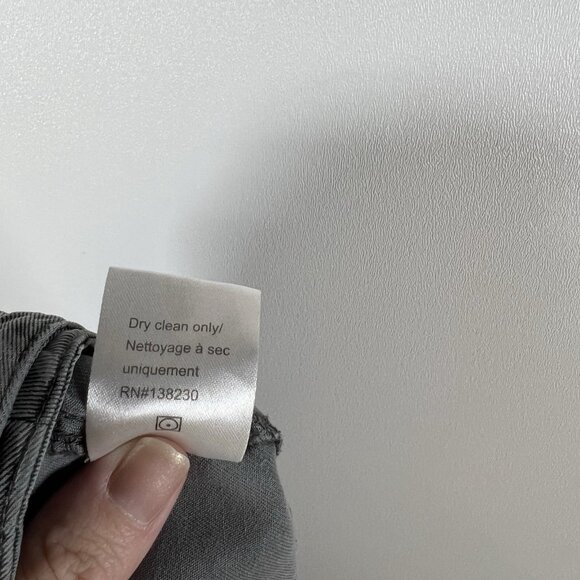 Dry clean only/
Nettoyage à sec
uniquement
RN#138230